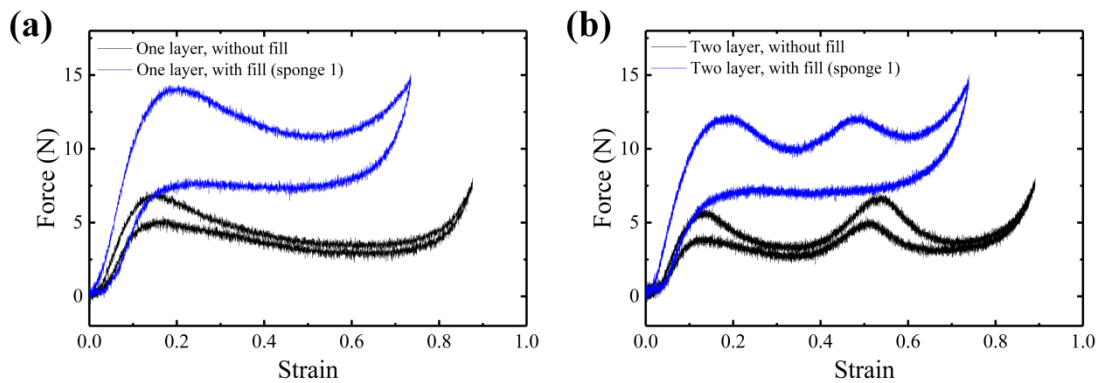 (a)
One layer, without fill
One layer, with fill (sponge 1)
15
10
5
0
Force (N)
0.0 0.2 0.4 0.6 0.8 1.0
Strain
(b)
Two layer, without fill
Two layer, with fill (sponge 1)
15
10
5
0
Force (N)
0.0 0.2 0.4 0.6 0.8 1.0
Strain